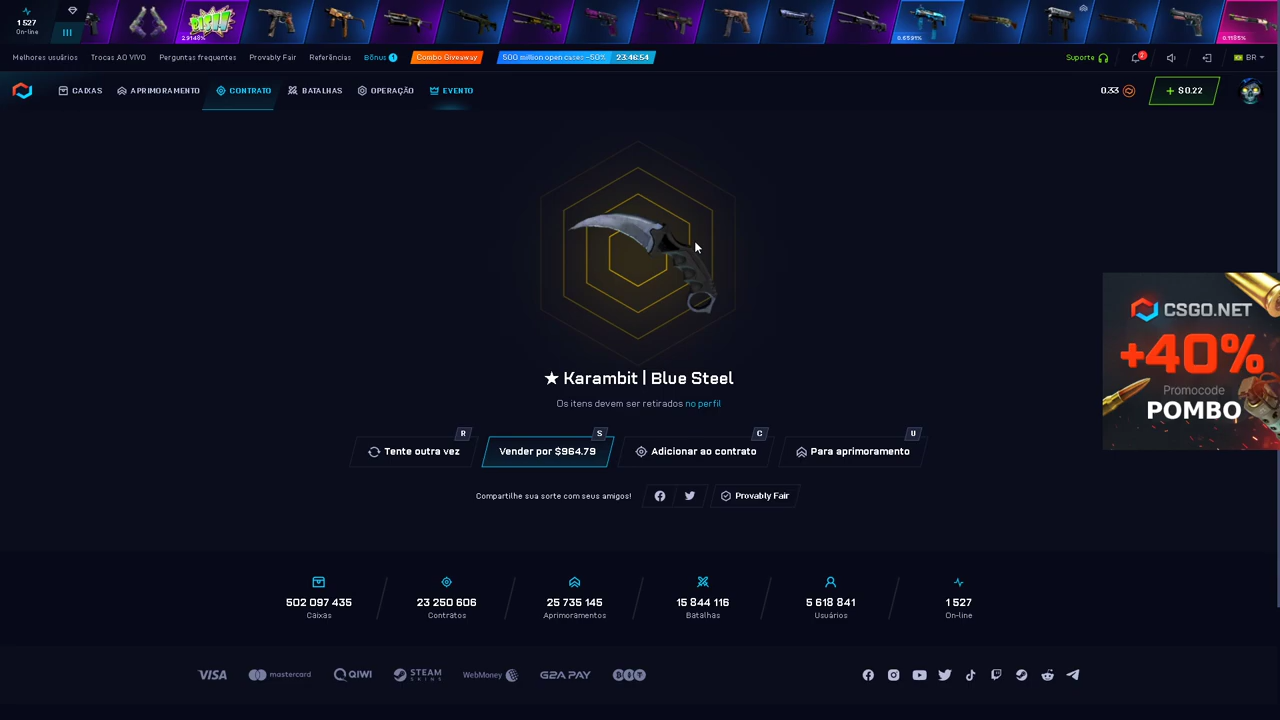 1 527
On-line
2.9148%
0.6591%
0.1185%
Melhores usuários Trocas AO VIVO Perguntas frequentes Provably Fair Referências Bônus 1 Combo Giveaway 500 million open cases -50% 23:46:54 Suporte 2 BR
CAIXAS APRIMORAMENTO CONTRATO BATALHAS OPERAÇÃO EVENTO 0.33 + $0.22
★ Karambit | Blue Steel
Os itens devem ser retirados no perfil
R S C U
Tente outra vez Vender por $964.79 Adicionar ao contrato Para aprimoramento
Compartilhe sua sorte com seus amigos! Provably Fair
CSGO.NET
+40%
Promocode
POMBO
502 097 435 23 250 606 25 735 145 15 844 116 5 618 841 1 527
Caixas Contratos Aprimoramentos Batalhas Usuários On-line
VISA mastercard QIWI STEAM SKINS WebMoney G2A PAY